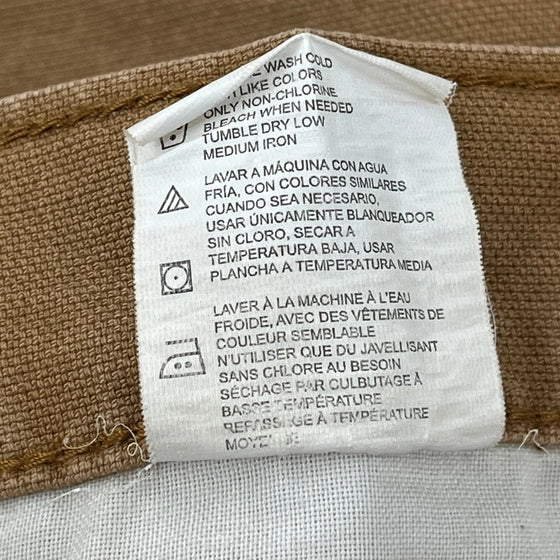 WASH COLD
LIKE COLORS
ONLY NON-CHLORINE
BLEACH WHEN NEEDED
TUMBLE DRY LOW
MEDIUM IRON
LAVAR A MÁQUINA CON AGUA
FRÍA, CON COLORES SIMILARES
CUANDO SEA NECESARIO,
USAR ÚNICAMENTE BLANQUEADOR
SIN CLORO, SECAR A
TEMPERATURA BAJA, USAR
PLANCHA A TEMPERATURA MEDIA
LAVER À LA MACHINE À L'EAU
FROIDE, AVEC DES VÊTEMENTS DE
COULEUR SEMBLABLE
N'UTILISER QUE DU JAVELLISANT
SANS CHLORE AU BESOIN
SÉCHAGE PAR CULBUTAGE À
BASSE TEMPÉRATURE
REPASSAGE À TEMPÉRATURE